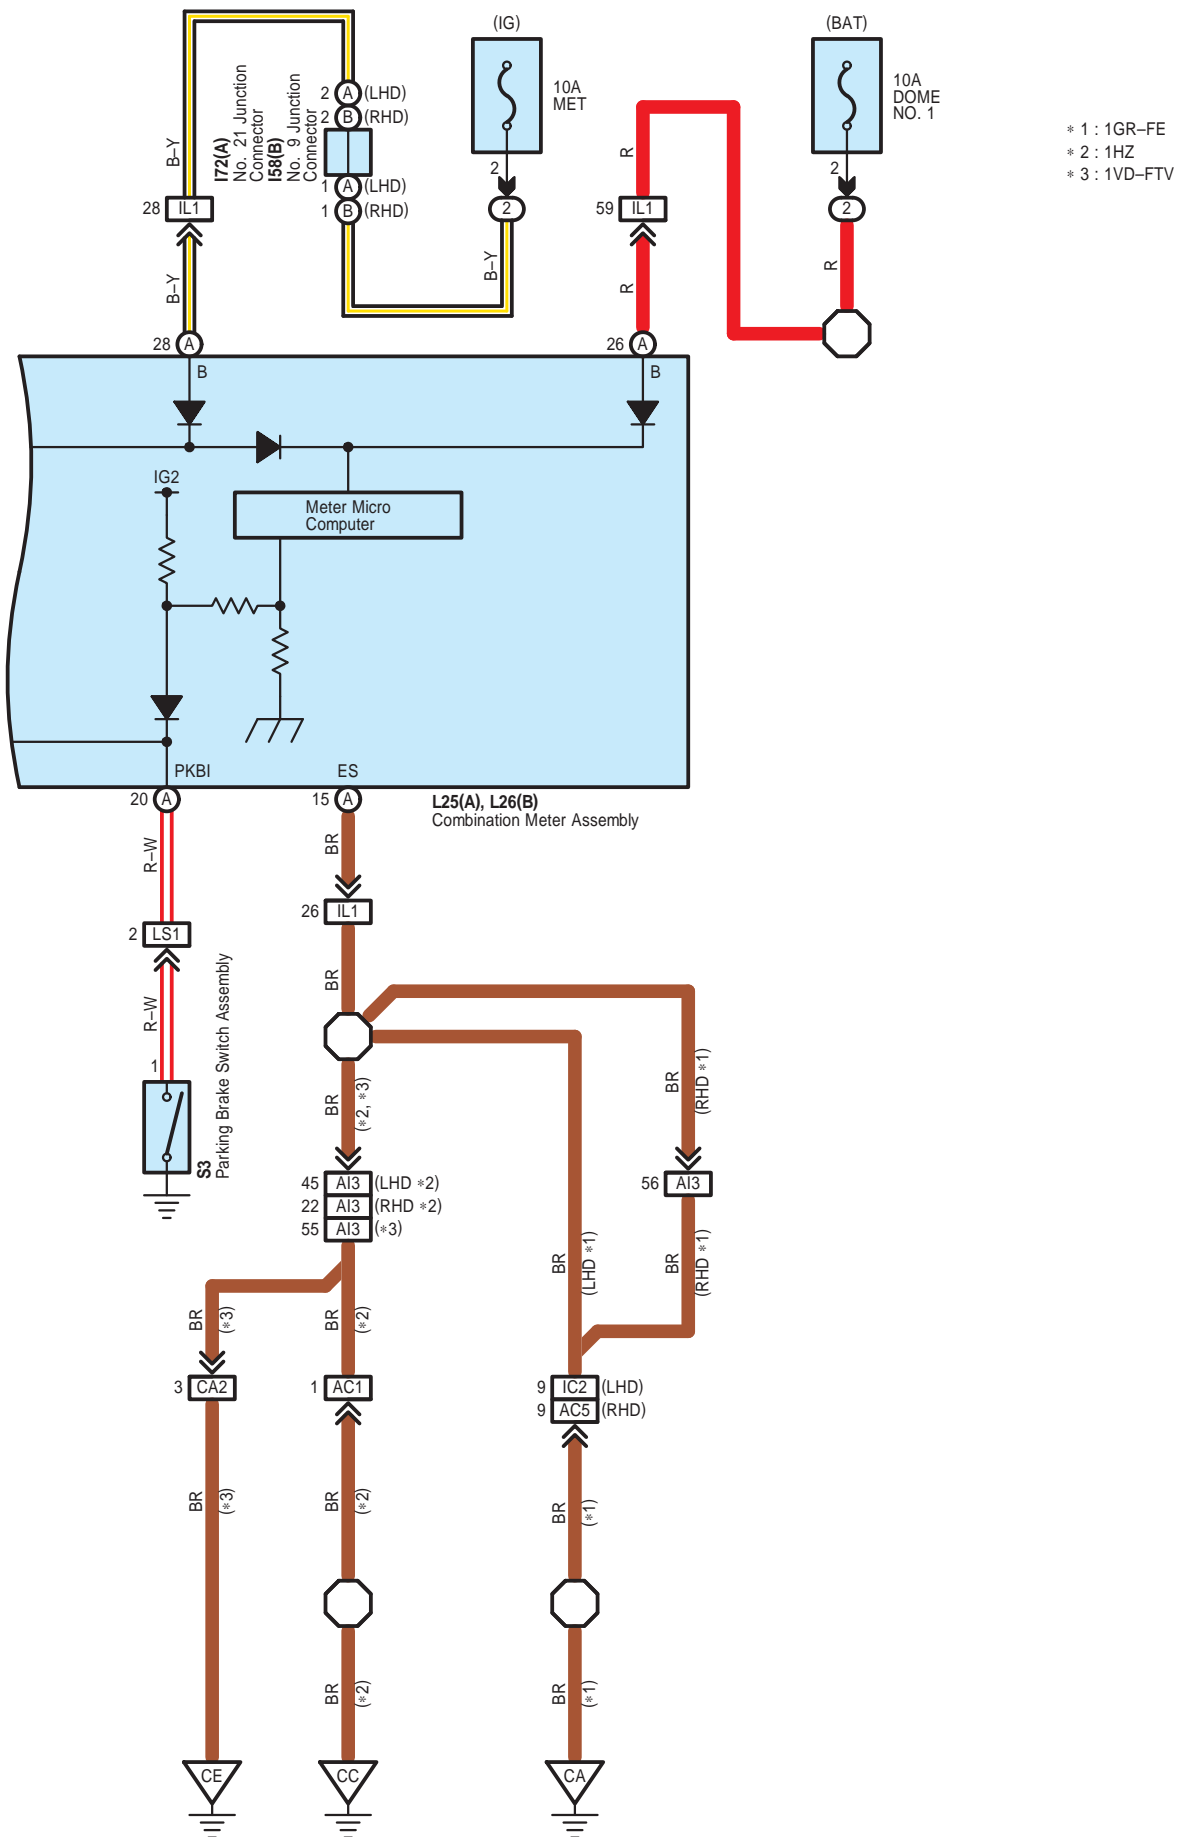 (IG)
(BAT)
10A
MET
10A
DOME
NO. 1
∗ 1 : 1GR–FE
∗ 2 : 1HZ
∗ 3 : 1VD–FTV
I72(A)
No. 21 Junction
Connector
I58(B)
No. 9 Junction
Connector
2 A (LHD)
2 B (RHD)
1 A (LHD)
1 B (RHD)
2
2
2
2
B–Y
28 IL1
B–Y
B–Y
R
59 IL1
R
R
28 A
B
26 A
B
IG2
Meter Micro
Computer
PKBI
ES
20 A
15 A
L25(A), L26(B)
Combination Meter Assembly
R–W
2 LS1
R–W
1
S3
Parking Brake Switch Assembly
BR
26 IL1
BR
BR
(∗2, ∗3)
BR
(RHD ∗1)
45 AI3 (LHD ∗2)
22 AI3 (RHD ∗2)
55 AI3 (∗3)
56 AI3
BR
(LHD ∗1)
BR
(RHD ∗1)
BR
(∗3)
BR
(∗2)
3 CA2
1 AC1
9 IC2 (LHD)
9 AC5 (RHD)
BR
(∗3)
BR
(∗2)
BR
(∗1)
BR
(∗2)
BR
(∗1)
CE
CC
CA